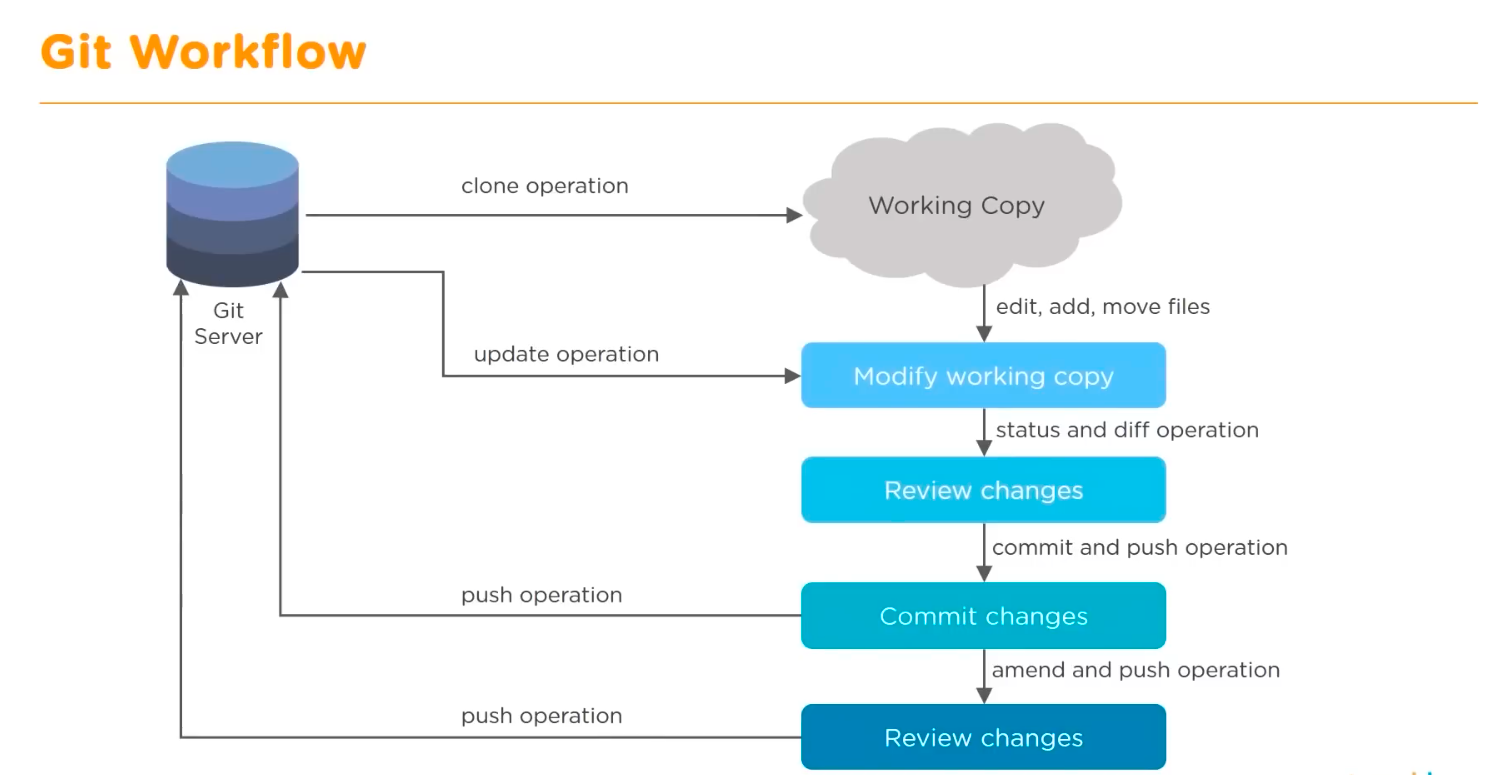 Git Workflow
clone operation
Working Copy
Git
Server
edit, add, move files
update operation
Modify working copy
status and diff operation
Review changes
commit and push operation
push operation
Commit changes
amend and push operation
push operation
Review changes